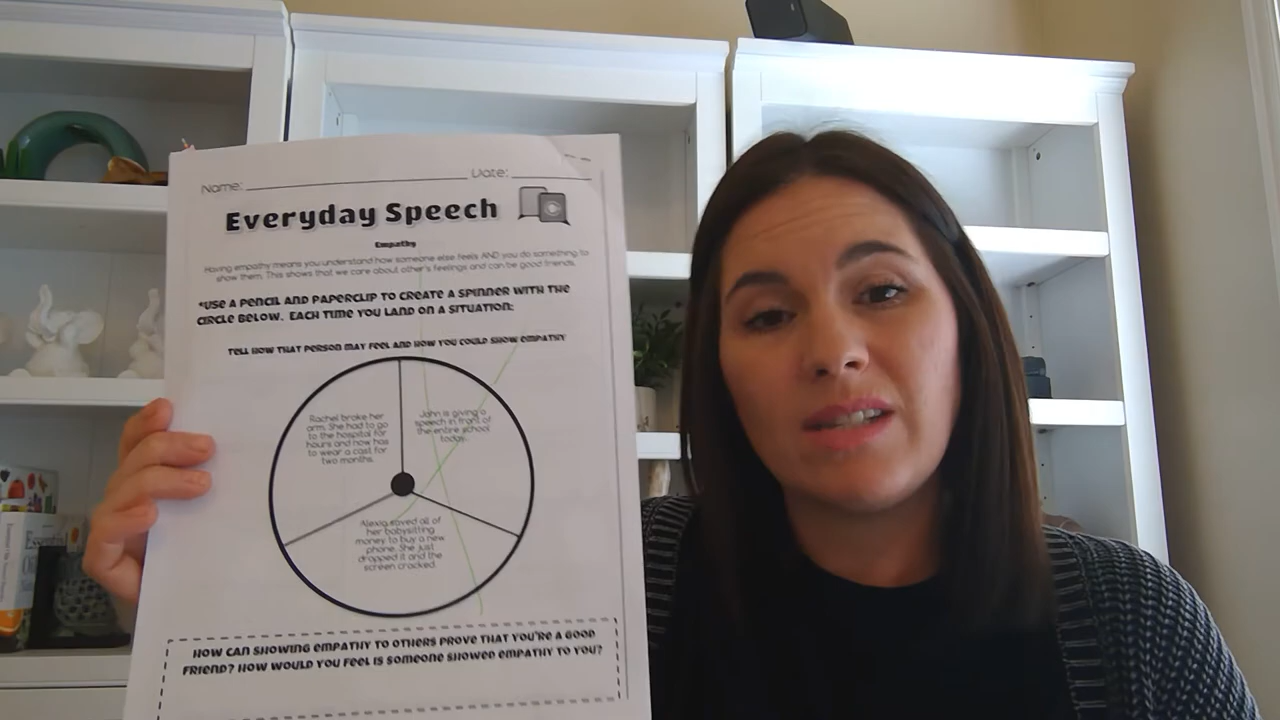 Name: Date:
Everyday Speech
Empathy
Having empathy means you understand how someone else feels AND you do something to
show them. This shows that we care about other's feelings and can be good friends.
*USE A PENCIL AND PAPERCLIP TO CREATE A SPINNER WITH THE
CIRCLE BELOW. EACH TIME YOU LAND ON A SITUATION:
TELL HOW THAT PERSON MAY FEEL AND HOW YOU COULD SHOW EMPATHY
Rachel broke her
arm. She had to go
to the hospital for
hours and now has
to wear a cast for
two months.
John is giving a
speech in front of
the entire school
today.
Alexia saved all of
her babysitting
money to buy a new
phone. She just
dropped it and the
screen cracked.
HOW CAN SHOWING EMPATHY TO OTHERS PROVE THAT YOU'RE A GOOD
FRIEND? HOW WOULD YOU FEEL IS SOMEONE SHOWED EMPATHY TO YOU?